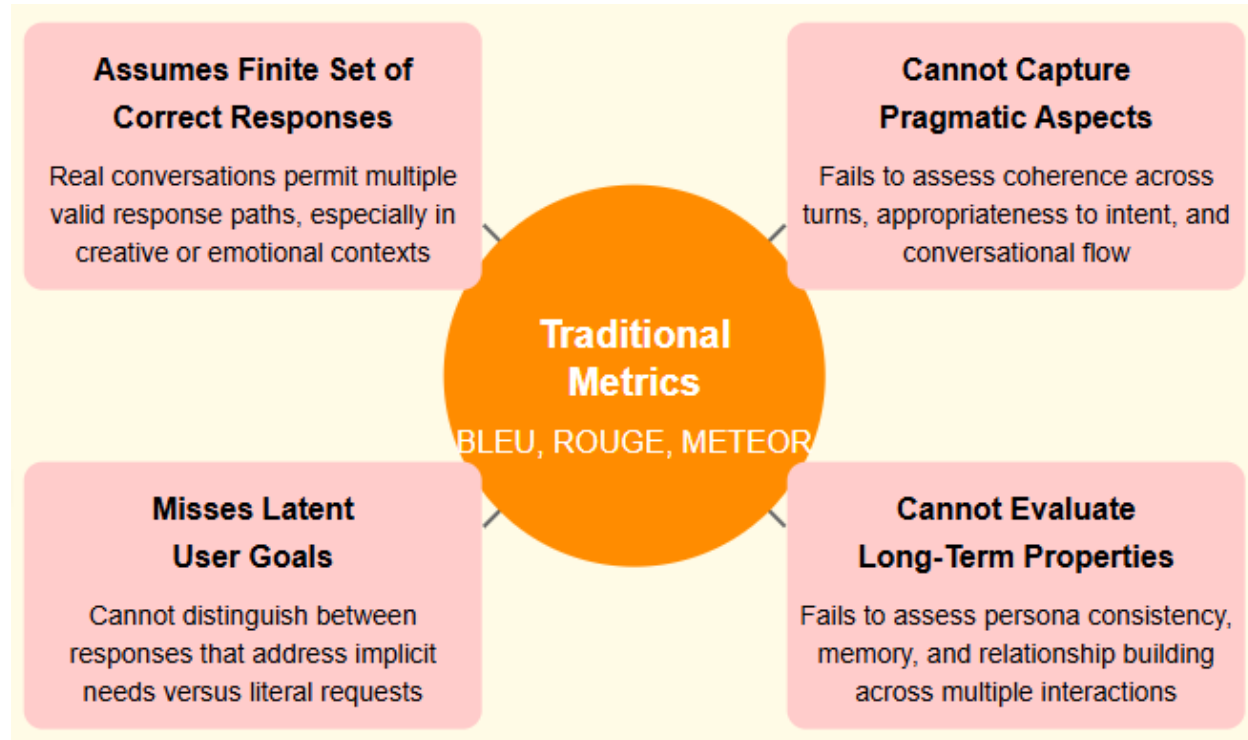 Assumes Finite Set of
Correct Responses
Real conversations permit multiple
valid response paths, especially in
creative or emotional contexts
Cannot Capture
Pragmatic Aspects
Fails to assess coherence across
turns, appropriateness to intent, and
conversational flow
Traditional
Metrics
BLEU, ROUGE, METEOR
Misses Latent
User Goals
Cannot distinguish between
responses that address implicit
needs versus literal requests
Cannot Evaluate
Long-Term Properties
Fails to assess persona consistency,
memory, and relationship building
across multiple interactions